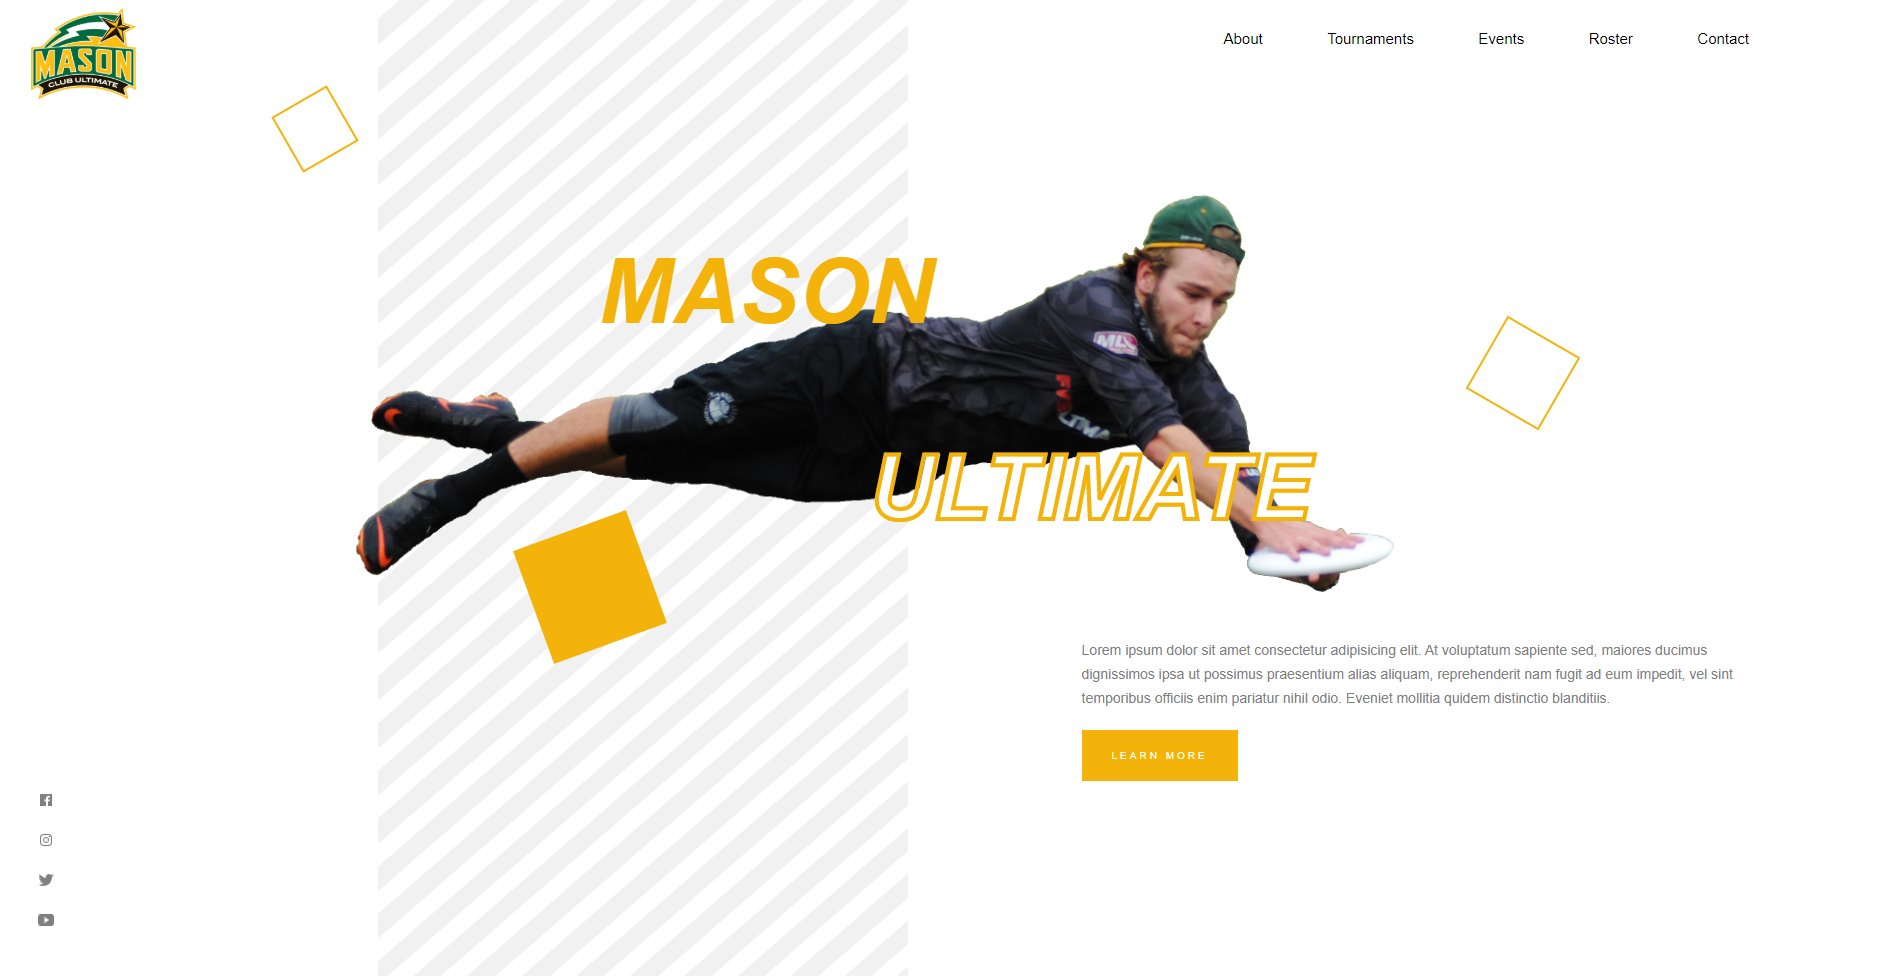 MASON
CLUB ULTIMATE
About
Tournaments
Events
Roster
Contact
MASON
ULTIMATE
Lorem ipsum dolor sit amet consectetur adipisicing elit. At voluptatum sapiente sed, maiores ducimus
dignissimos ipsa ut possimus praesentium alias aliquam, reprehenderit nam fugit ad eum impedit, vel sint
temporibus officiis enim pariatur nihil odio. Eveniet mollitia quidem distinctio blanditiis.
LEARN MORE